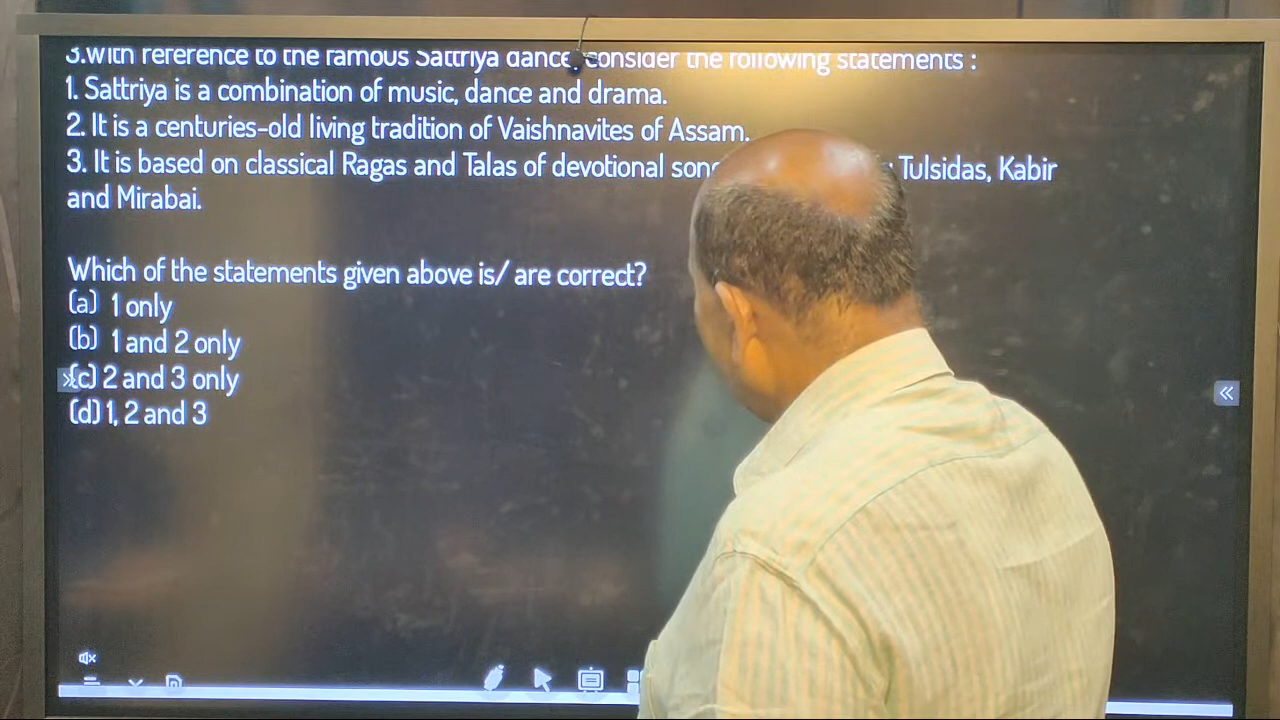 3.With reference to the famous Sattriya dance, consider the following statements :
1. Sattriya is a combination of music, dance and drama.
2. It is a centuries-old living tradition of Vaishnavites of Assam.
3. It is based on classical Ragas and Talas of devotional Tulsidas, Kabir
and Mirabai.
Which of the statements given above is/ are correct?
(a) 1 only
(b) 1 and 2 only
(c) 2 and 3 only
(d) 1, 2 and 3